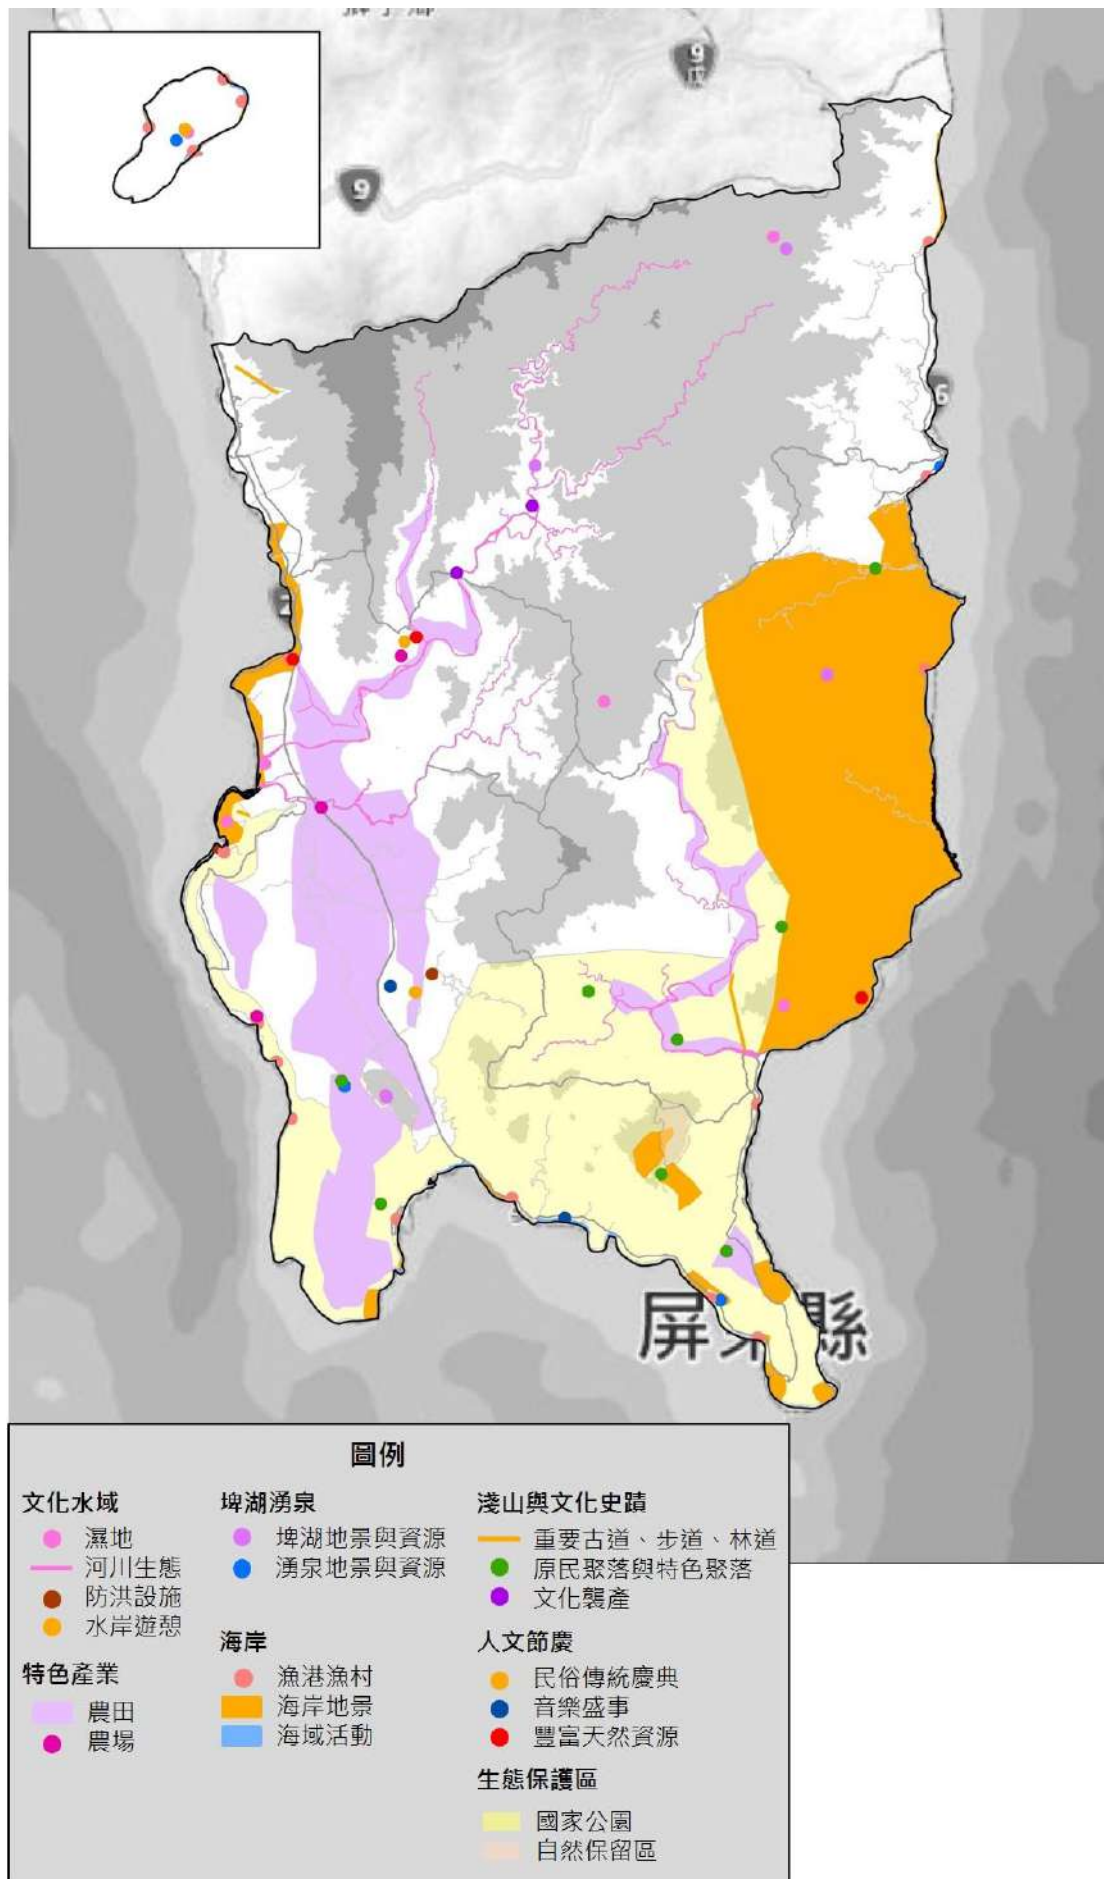 9
戊
9
6
2
屏東縣
圖例
文化水域
濕地
河川生態
防洪設施
水岸遊憩
特色產業
農田
農場
埤湖湧泉
埤湖地景與資源
湧泉地景與資源
海岸
漁港漁村
海岸地景
海域活動
淺山與文化史蹟
重要古道、步道、林道
原民聚落與特色聚落
文化襲產
人文節慶
民俗傳統慶典
音樂盛事
豐富天然資源
生態保護區
國家公園
自然保留區